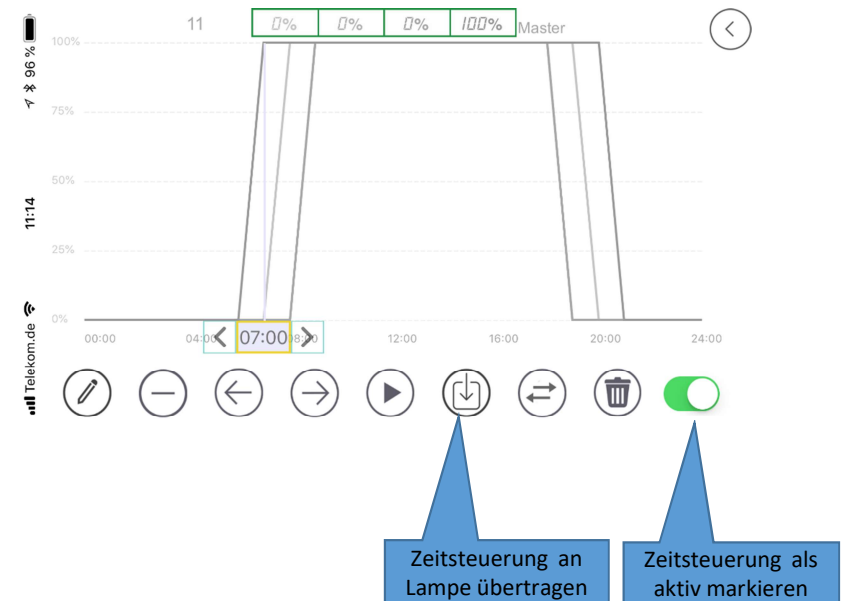 11 0% 0% 0% 100% Master
100%
75%
50%
25%
0%
00:00 04:00 07:00 08:00 12:00 16:00 20:00 24:00
96 %
11:14
Telekom.de
Zeitsteuerung an
Lampe übertragen
Zeitsteuerung als
aktiv markieren